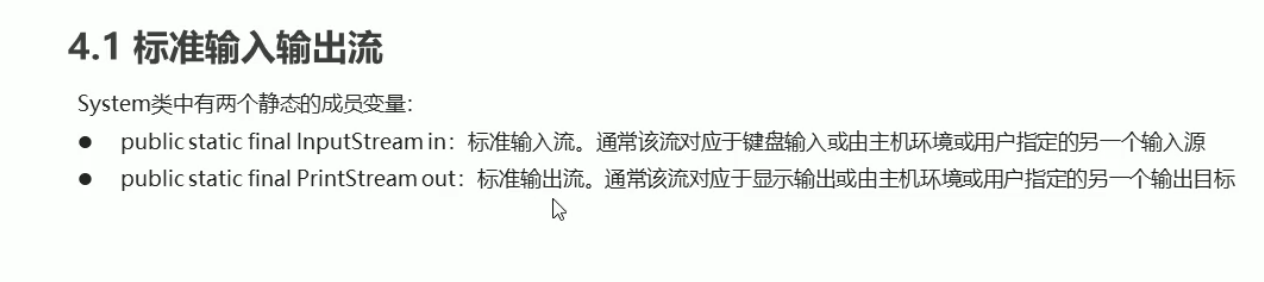 4.1 标准输入输出流
System类中有两个静态的成员变量：
● public static final InputStream in：标准输入流。通常该流对应于键盘输入或由主机环境或用户指定的另一个输入源
● public static final PrintStream out：标准输出流。通常该流对应于显示输出或由主机环境或用户指定的另一个输出目标